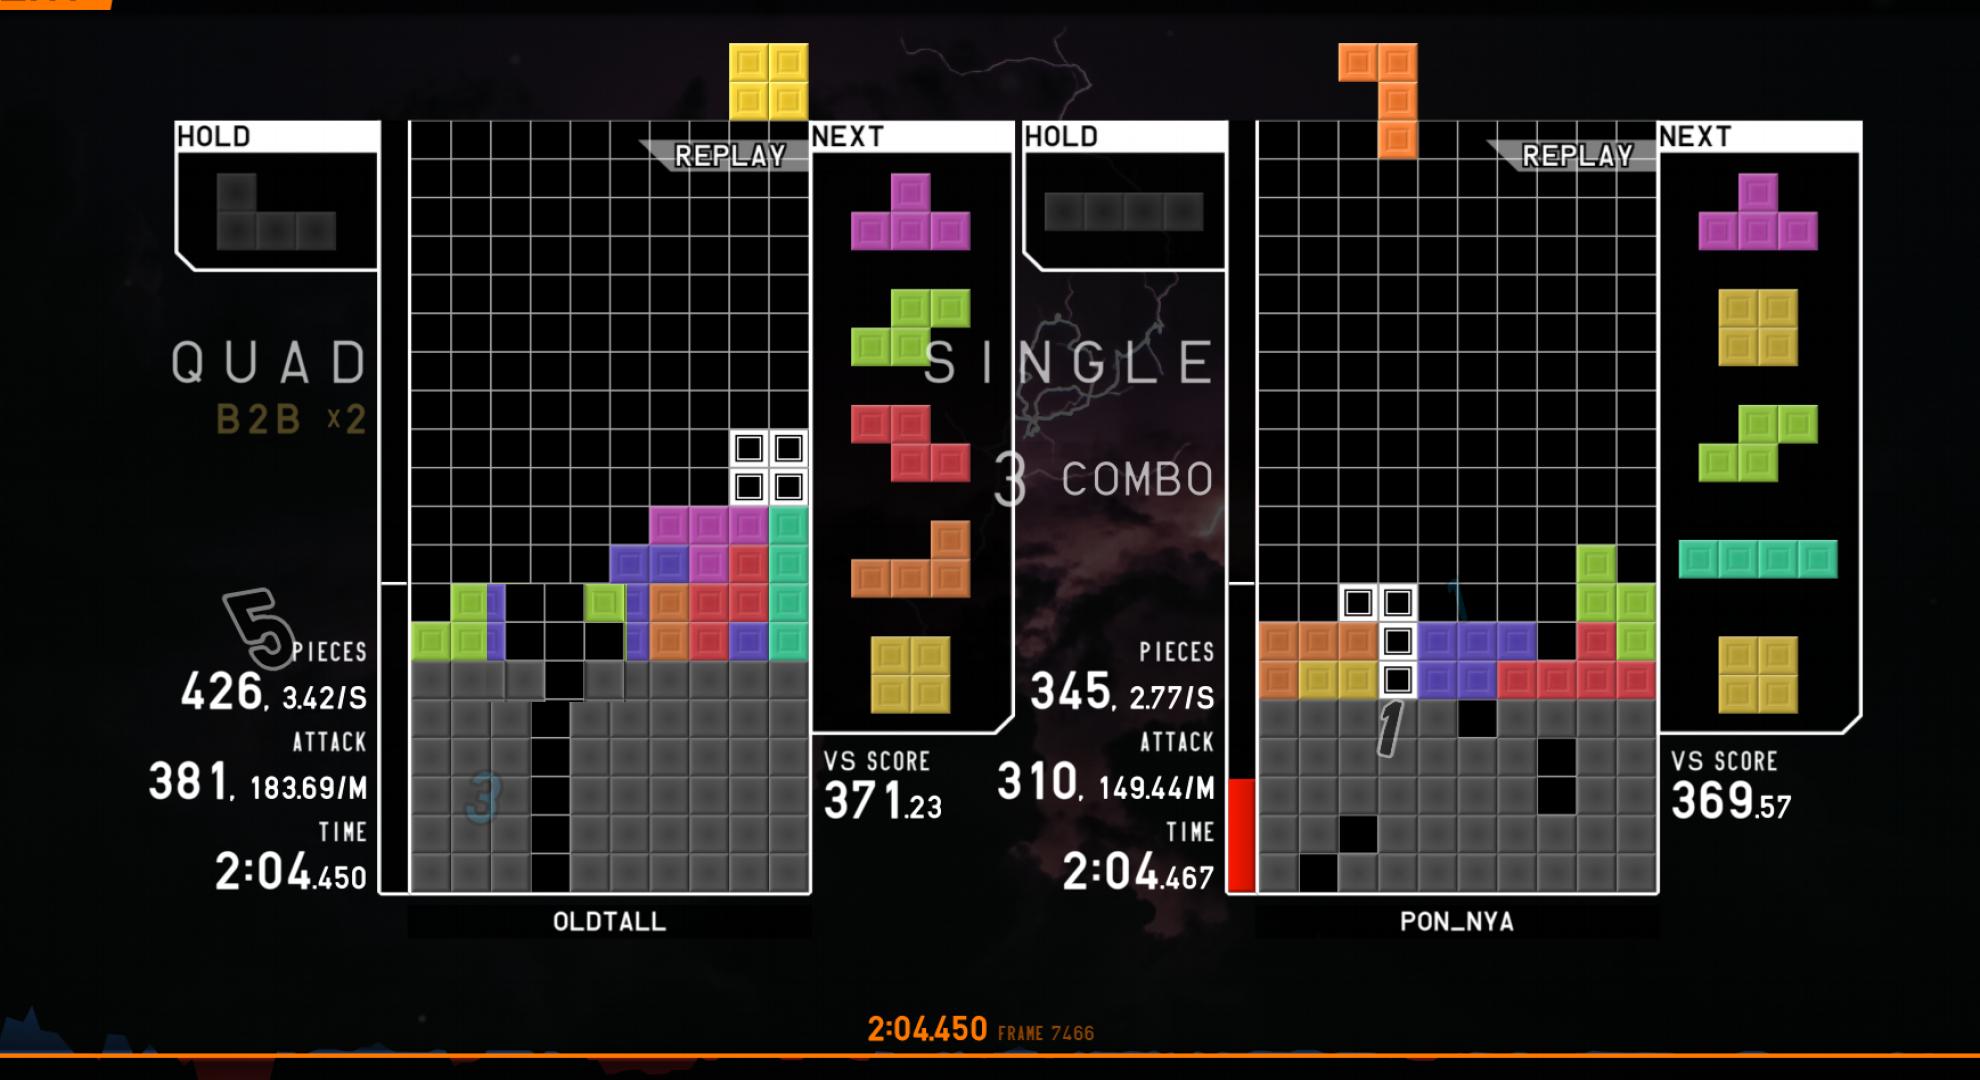 HOLD
REPLAY
NEXT
QUAD
B2B x2
5
PIECES
426, 3.42/S
ATTACK
381, 183.69/M
TIME
2:04.450
3
VS SCORE
371.23
OLDTALL
HOLD
REPLAY
NEXT
SINGLE
3 COMBO
1
1
PIECES
345, 2.77/S
ATTACK
310, 149.44/M
TIME
2:04.467
VS SCORE
369.57
PON_NYA
2:04.450 FRAME 7466